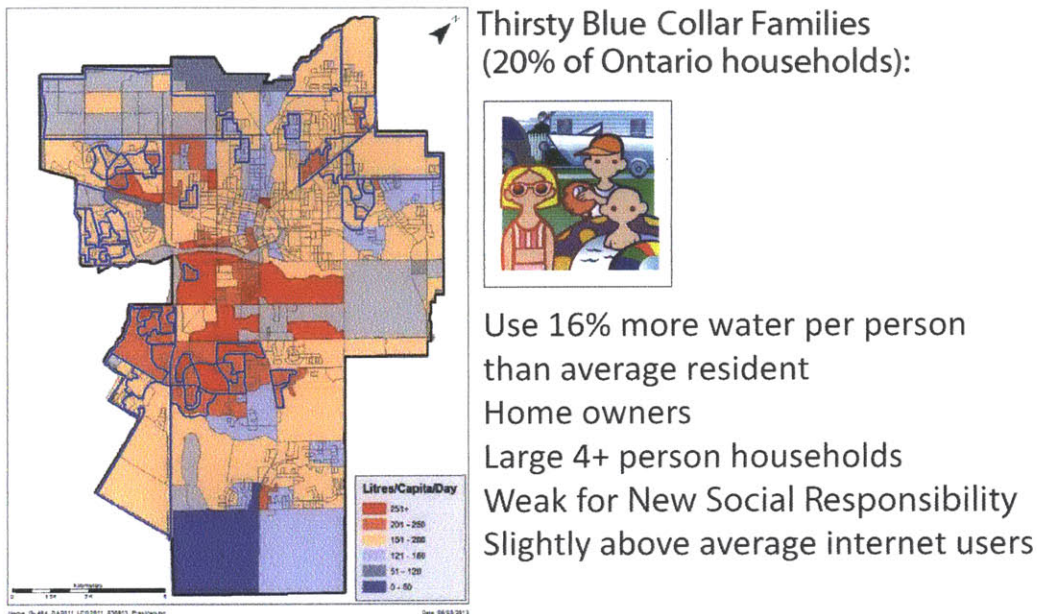 Thirsty Blue Collar Families
(20% of Ontario households):
Use 16% more water per person
than average resident
Home owners
Large 4+ person households
Weak for New Social Responsibility
Slightly above average internet users
Litres/Capita/Day
251+
201 - 250
121 - 150
51 - 120
0 - 50